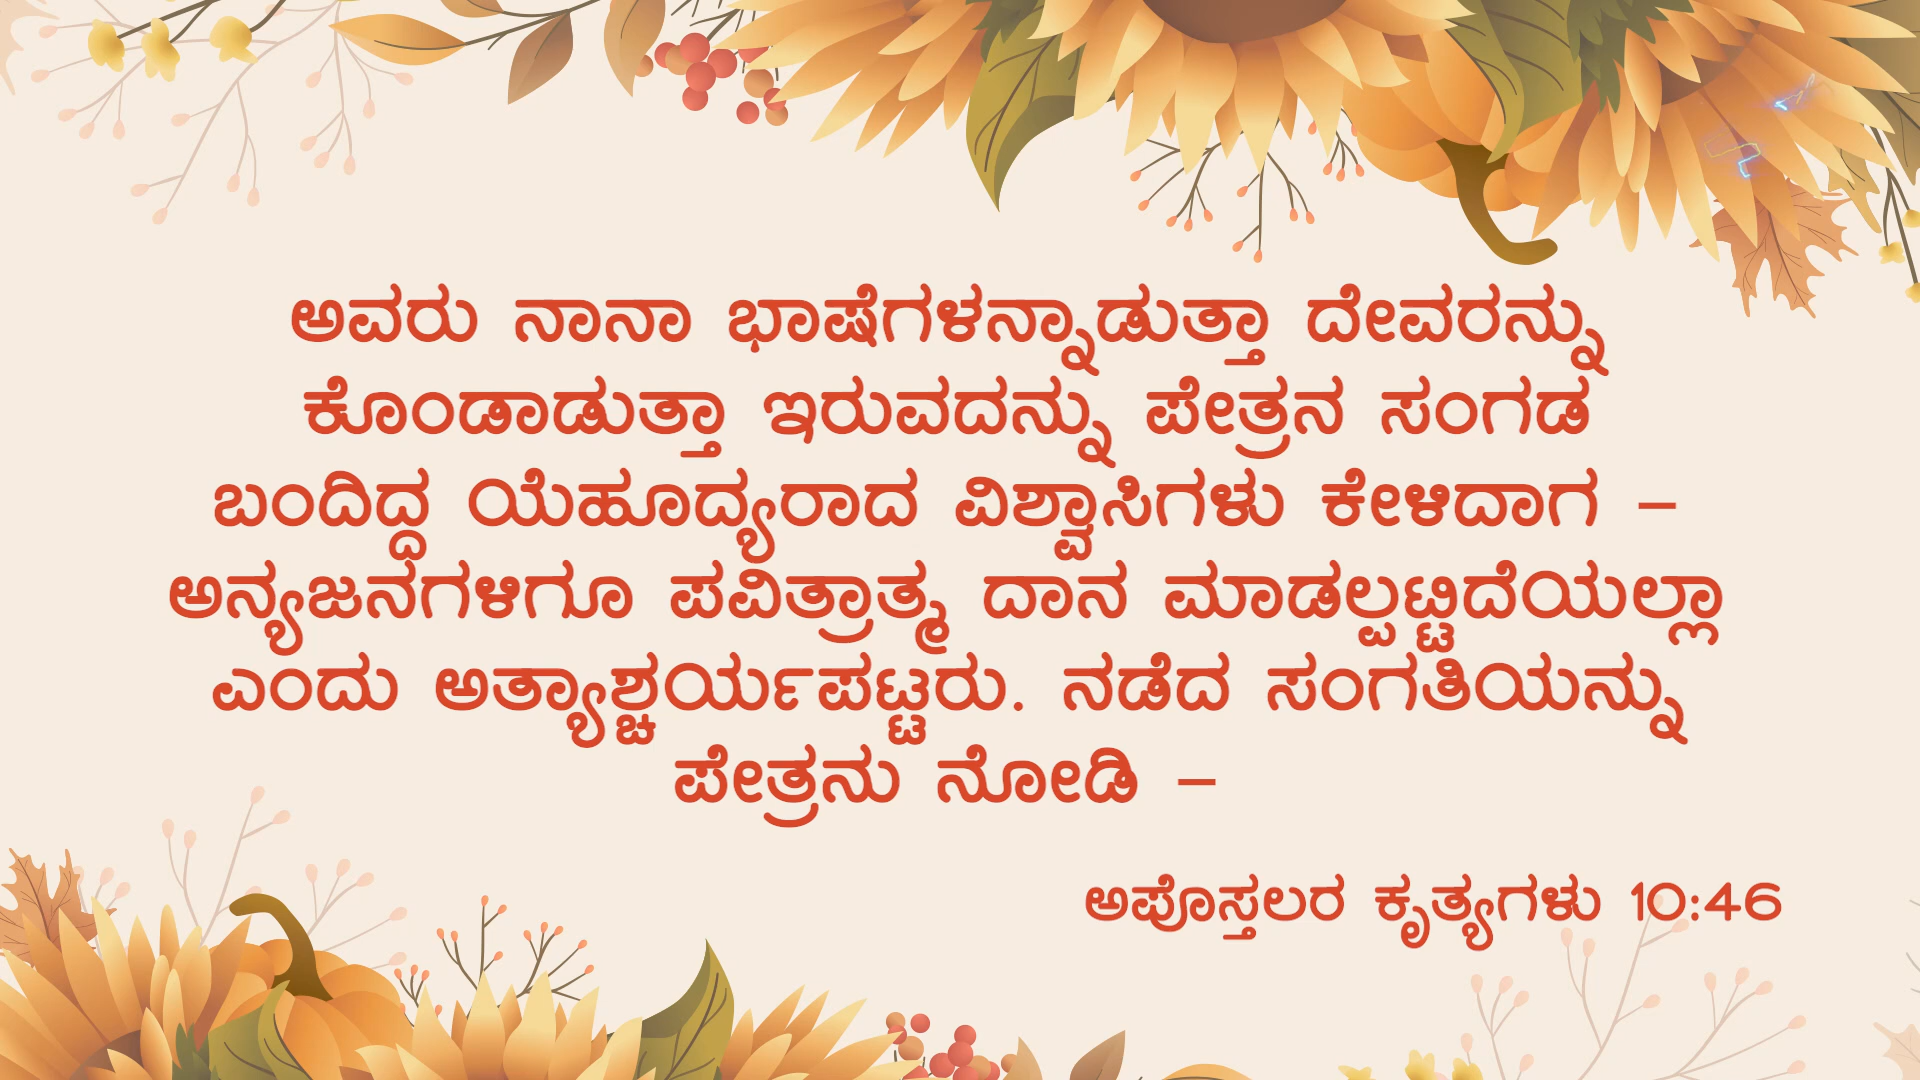 ಅವರು ನಾನಾ ಭಾಷೆಗಳನ್ನಾಡುತ್ತಾ ದೇವರನ್ನು
ಕೊಂಡಾಡುತ್ತಾ ಇರುವದನ್ನು ಪೇತ್ರನ ಸಂಗಡ
ಬಂದಿದ್ಧ ಯೆಹೂದ್ಯರಾದ ವಿಶ್ವಾಸಿಗಳು ಕೇಳಿದಾಗ –
ಅನ್ಯಜನಗಳಿಗೂ ಪವಿತ್ರಾತ್ಮ ದಾನ ಮಾಡಲ್ಪಟ್ಟಿದೆಯಲ್ಲಾ
ಎಂದು ಅತ್ಯಾಶ್ಚರ್ಯಪಟ್ಟರು. ನಡೆದ ಸಂಗತಿಯನ್ನು
ಪೇತ್ರನು ನೋಡಿ –
ಅಪೊಸ್ತಲರ ಕೃತ್ಯಗಳು 10:46